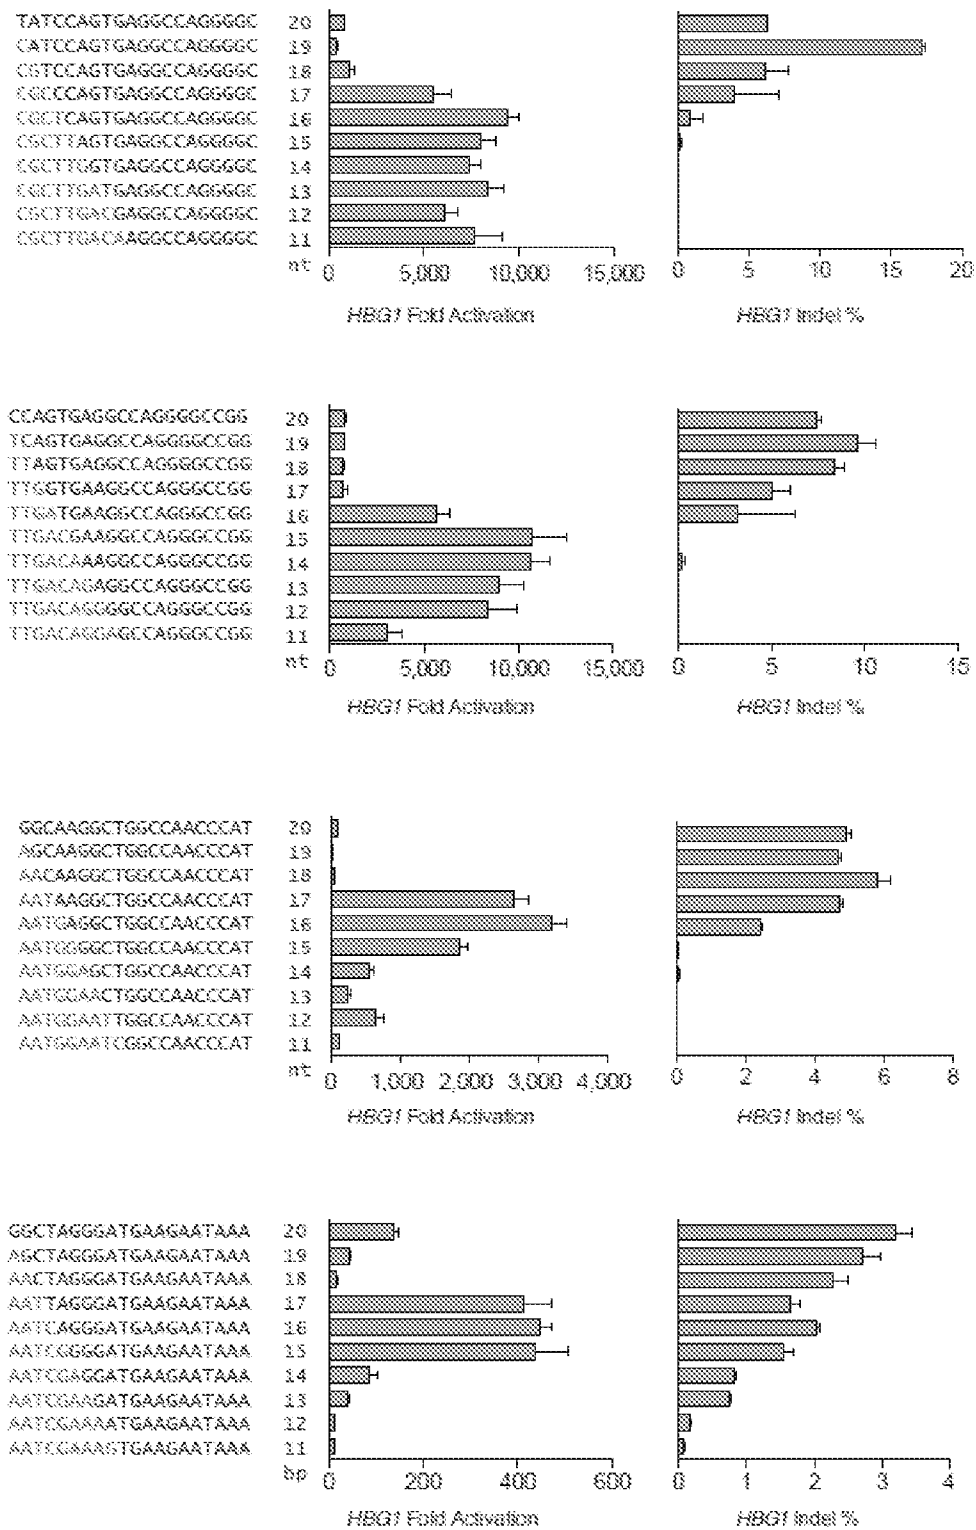 TATCCAGTGAGGCCAGGGGC 20
CATCCAGTGAGGCCAGGGGC 19
CGTCCAGTGAGGCCAGGGGC 18
CGCCCAGTGAGGCCAGGGGC 17
CGCTCAGTGAGGCCAGGGGC 16
CGCTTAGTGAGGCCAGGGGC 15
CGCTTGGTGAGGCCAGGGGC 14
CGCTTGATGAGGCCAGGGGC 13
CGCTTGACGAGGCCAGGGGC 12
CGCTTGACAAGGCCAGGGGC 11
nt 0 5,000 10,000 15,000 0 5 10 15 20
HBG1 Fold Activation HBG1 Indel %
CCAGTGAGGCCAGGGGCCGG 20
TCAGTGAGGCCAGGGGCCGG 19
TTAGTGAGGCCAGGGGCCGG 18
TTGGTGAAGGCCAGGGCCGG 17
TTGATGAAGGCCAGGGCCGG 16
TTGACGAAGGCCAGGGCCGG 15
TTGACAAAGGCCAGGGCCGG 14
TTGACAGAGGCCAGGGCCGG 13
TTGACAGGGGCCAGGGCCGG 12
TTGACAGGAGCCAGGGCCGG 11
nt 0 5,000 10,000 15,000 0 5 10 15
HBG1 Fold Activation HBG1 Indel %
GGCAAGGCTGGCCAACCCAT 20
AGCAAGGCTGGCCAACCCAT 19
AACAAGGCTGGCCAACCCAT 18
AATAAGGCTGGCCAACCCAT 17
AATGAGGCTGGCCAACCCAT 16
AATGGGGCTGGCCAACCCAT 15
AATGGAGCTGGCCAACCCAT 14
AATGGAACTGGCCAACCCAT 13
AATGGAATTGGCCAACCCAT 12
AATGGAATCGGCCAACCCAT 11
nt 0 1,000 2,000 3,000 4,000 0 2 4 6 8
HBG1 Fold Activation HBG1 Indel %
GGCTAGGGATGAAGAATAAA 20
AGCTAGGGATGAAGAATAAA 19
AACTAGGGATGAAGAATAAA 18
AATTAGGGATGAAGAATAAA 17
AATCAGGGATGAAGAATAAA 16
AATCGGGGATGAAGAATAAA 15
AATCGAGGATGAAGAATAAA 14
AATCGAAGATGAAGAATAAA 13
AATCGAAAATGAAGAATAAA 12
AATCGAAAGTGAAGAATAAA 11
bp 0 200 400 600 0 1 2 3 4
HBG1 Fold Activation HBG1 Indel %